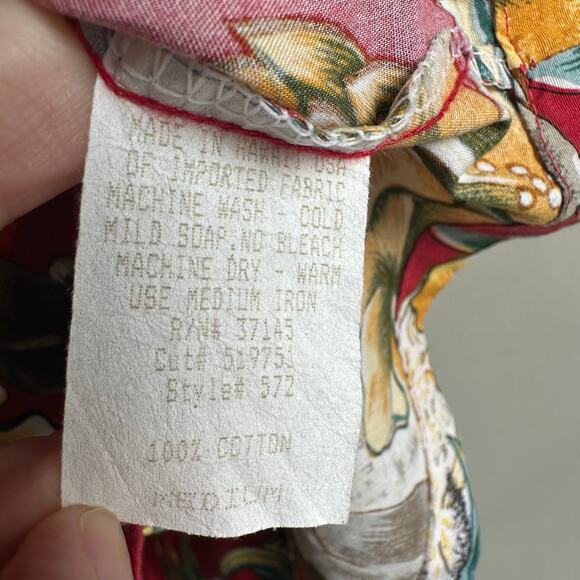 MADE IN HAWAII USA
OF IMPORTED FABRIC
MACHINE WASH - COLD
MILD SOAP.NO BLEACH
MACHINE DRY - WARM
USE MEDIUM IRON
R/N# 37145
Cut# 519751
Style# 572
100% COTTON
MEDIUM